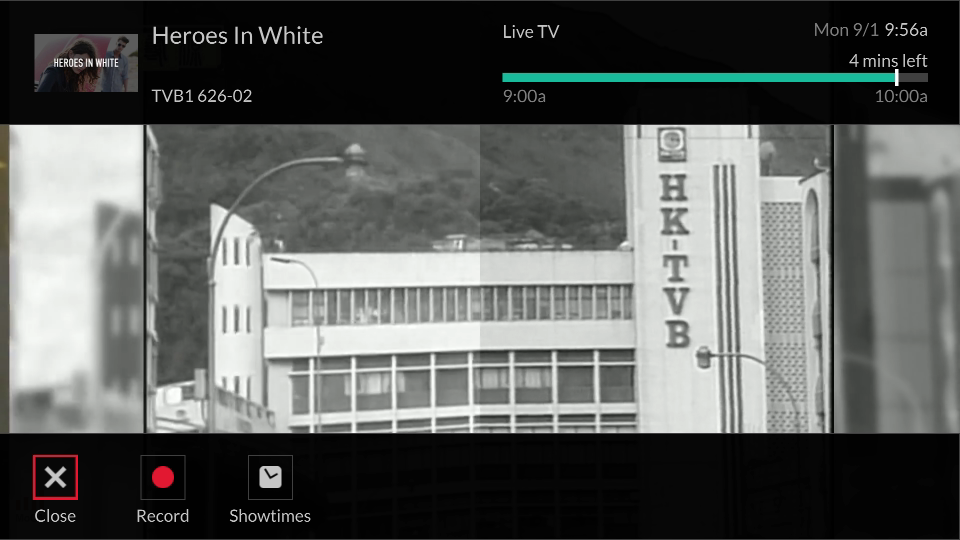 HEROES IN WHITE
Heroes In White
TVB1 626-02
Live TV
Mon 9/1 9:56a
4 mins left
9:00a
10:00a
HK-TVB
Close
Record
Showtimes